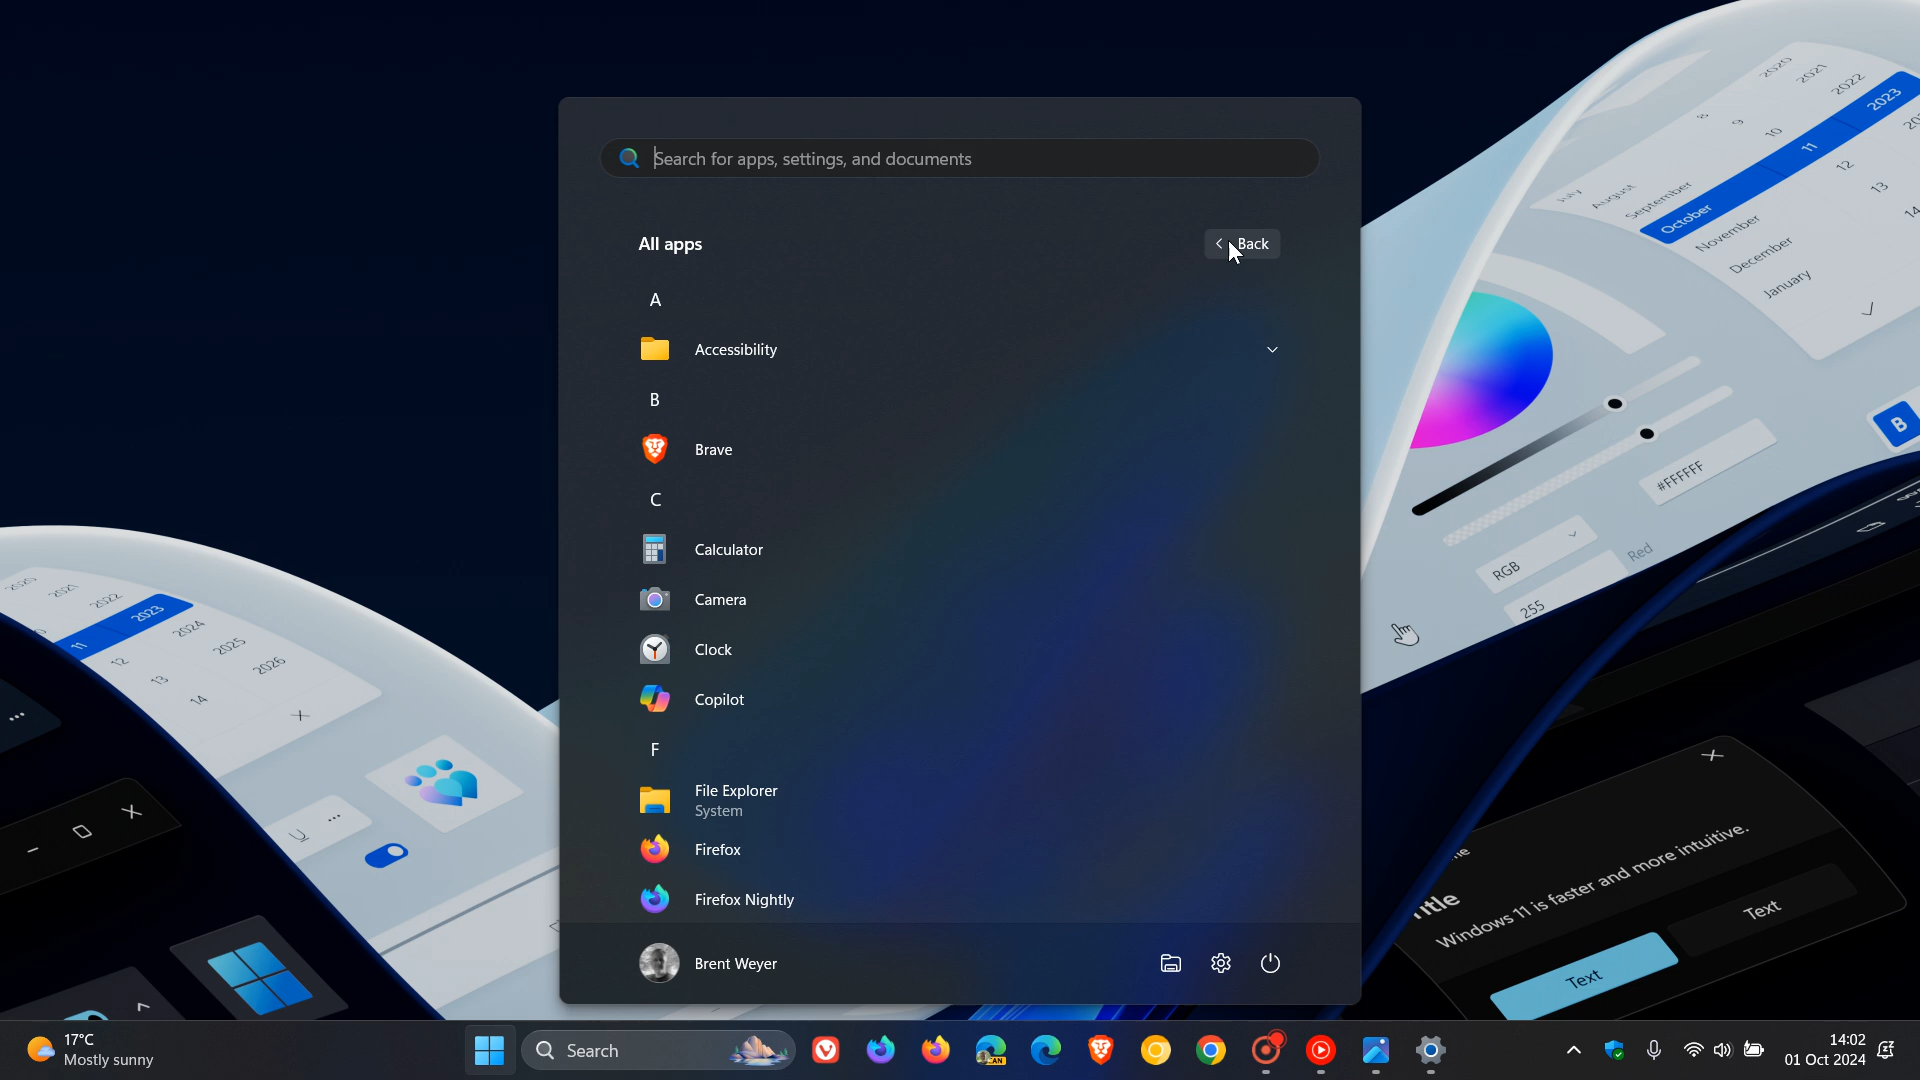 Search for apps, settings, and documents
All apps
Back
A
Accessibility
B
Brave
C
Calculator
Camera
Clock
Copilot
F
File Explorer
System
Firefox
Firefox Nightly
Brent Weyer
2020
2021
2022
2023
8
9
10
11
12
13
14
July
August
September
October
November
December
January
B
#FFFFFF
RGB
Red
255
2020
2021
2022
2023
2024
2025
2026
11
12
13
14
Windows 11 is faster and more intuitive.
Text
Text
17°C
Mostly sunny
Search
CAN
14:02
01 Oct 2024